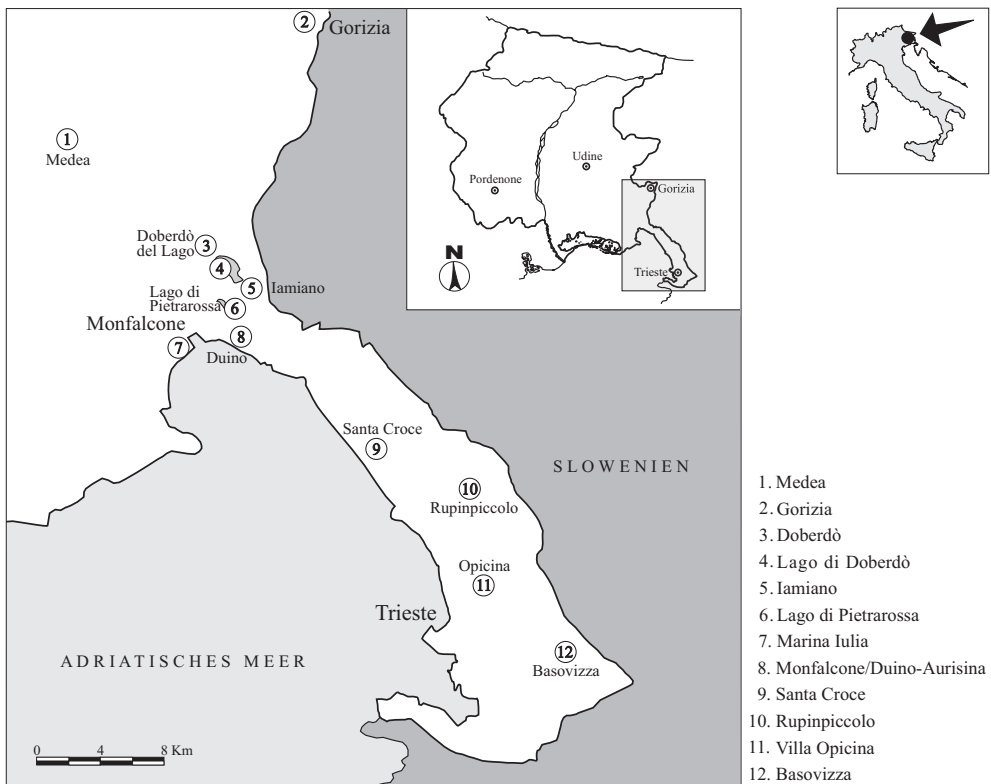 2
Gorizia
1
Medea
Udine
Pordenone
Gorizia
N
Trieste
Doberdò
del Lago
3
4
5
Iamiano
Lago di
Pietrarossa
6
Monfalcone
7
8
Duino
Santa Croce
9
SLOWENIEN
10
Rupinpiccolo
Opicina
11
Trieste
12
Basovizza
ADRIATISCHES MEER
0 4 8 Km
1. Medea
2. Gorizia
3. Doberdò
4. Lago di Doberdò
5. Iamiano
6. Lago di Pietrarossa
7. Marina Iulia
8. Monfalcone/Duino-Aurisina
9. Santa Croce
10. Rupinpiccolo
11. Villa Opicina
12. Basovizza